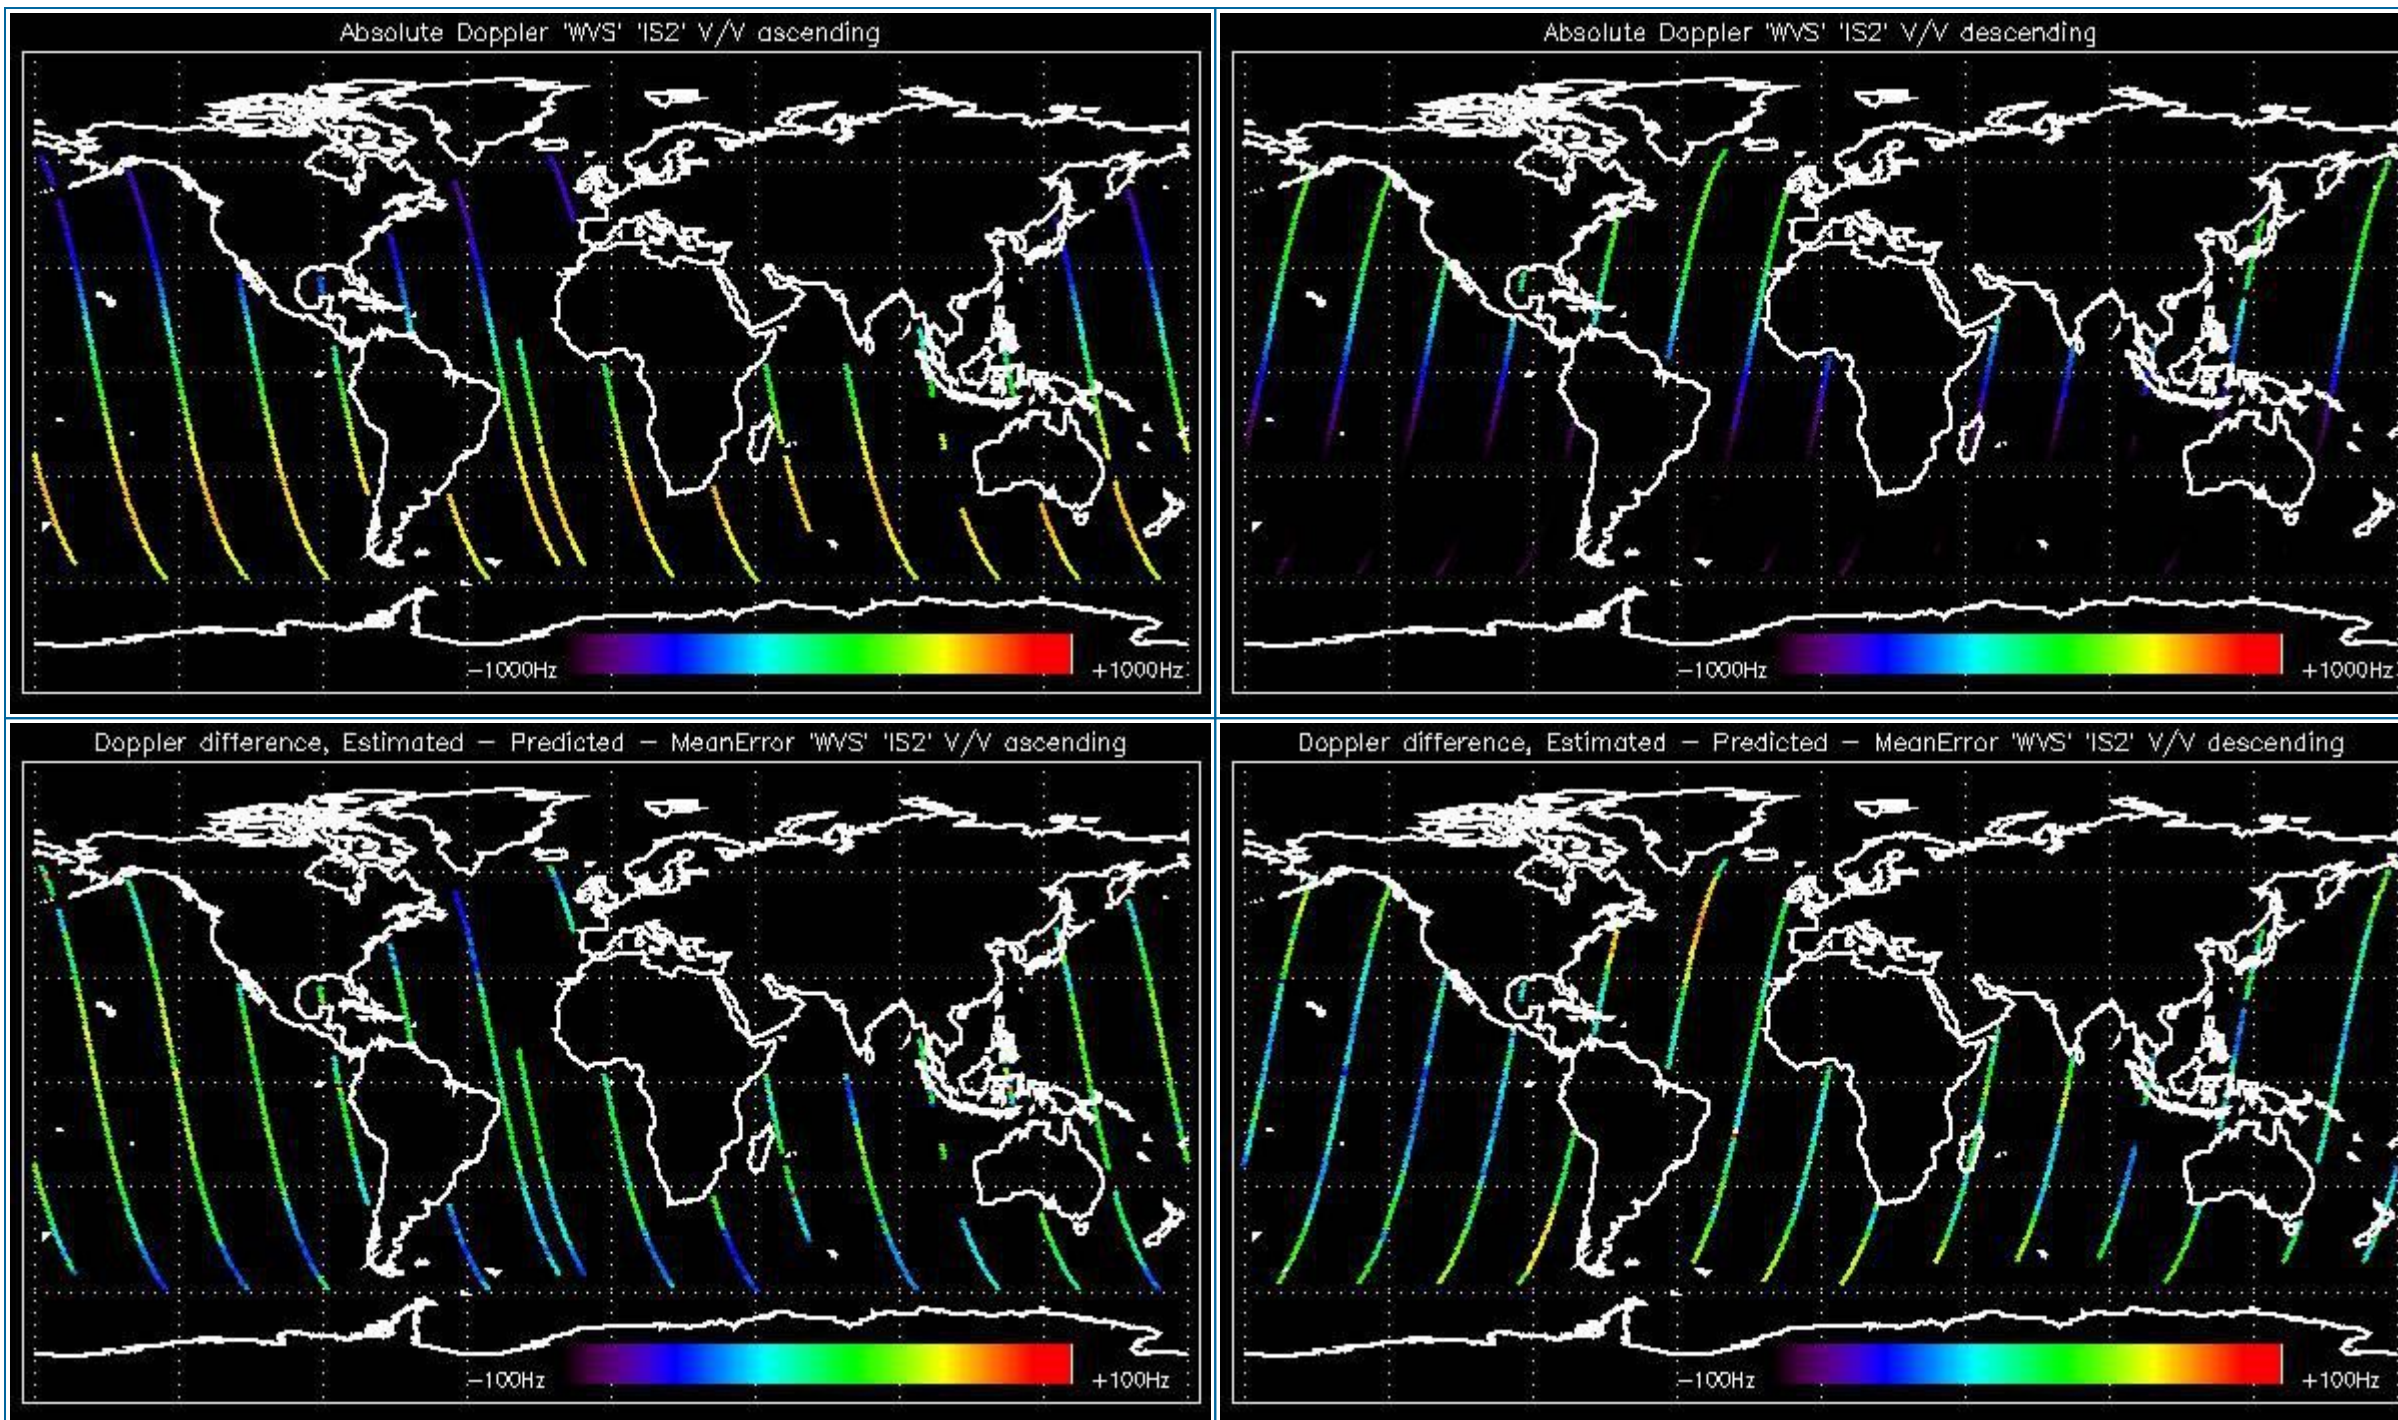 Absolute Doppler 'WVS' 'IS2' V/V ascending
-1000Hz
+1000Hz
Absolute Doppler 'WVS' 'IS2' V/V descending
-1000Hz
+1000Hz
Doppler difference, Estimated - Predicted - MeanError 'WVS' 'IS2' V/V ascending
-100Hz
+100Hz
Doppler difference, Estimated - Predicted - MeanError 'WVS' 'IS2' V/V descending
-100Hz
+100Hz